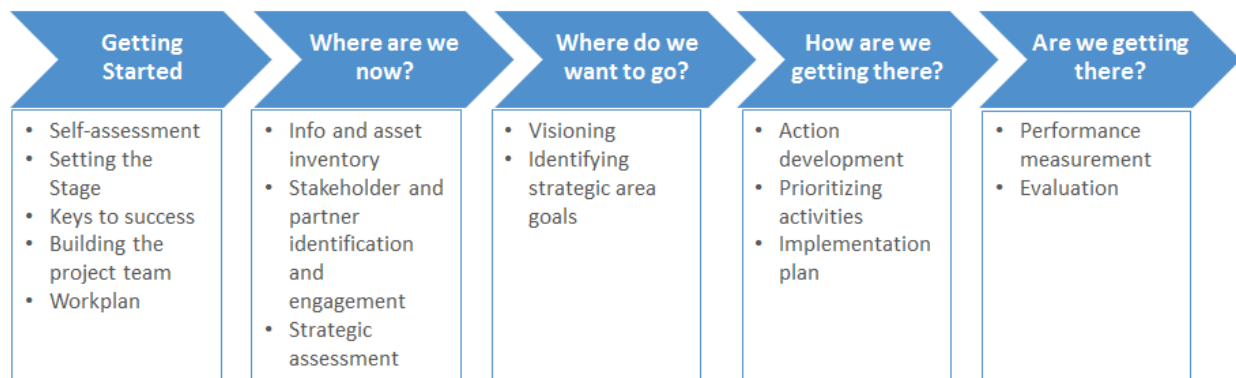 Getting
Started
• Self-assessment
• Setting the
Stage
• Keys to success
• Building the
project team
• Workplan
Where are we
now?
• Info and asset
inventory
• Stakeholder and
partner
identification
and
engagement
• Strategic
assessment
Where do we
want to go?
• Visioning
• Identifying
strategic area
goals
How are we
getting there?
• Action
development
• Prioritizing
activities
• Implementation
plan
Are we getting
there?
• Performance
measurement
• Evaluation